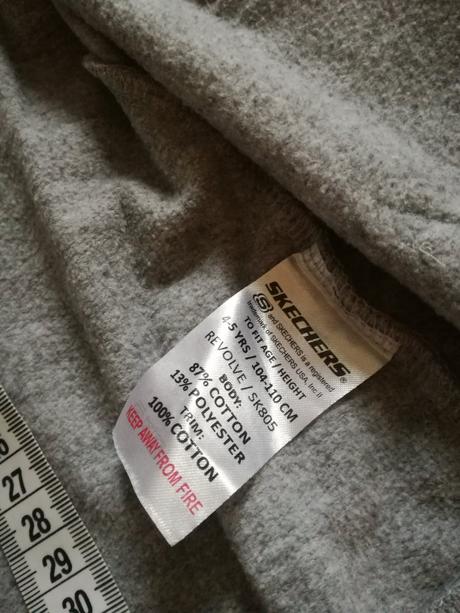 SKECHERS®
S and SKECHERS is a registered
trademark of SKECHERS USA, Inc II
TO FIT AGE / HEIGHT
4-5 YRS / 104-110 CM
REVOLVE / SK805
BODY:
87% COTTON
13% POLYESTER
TRIM:
100% COTTON
KEEP AWAY FROM FIRE
27
28
29
30